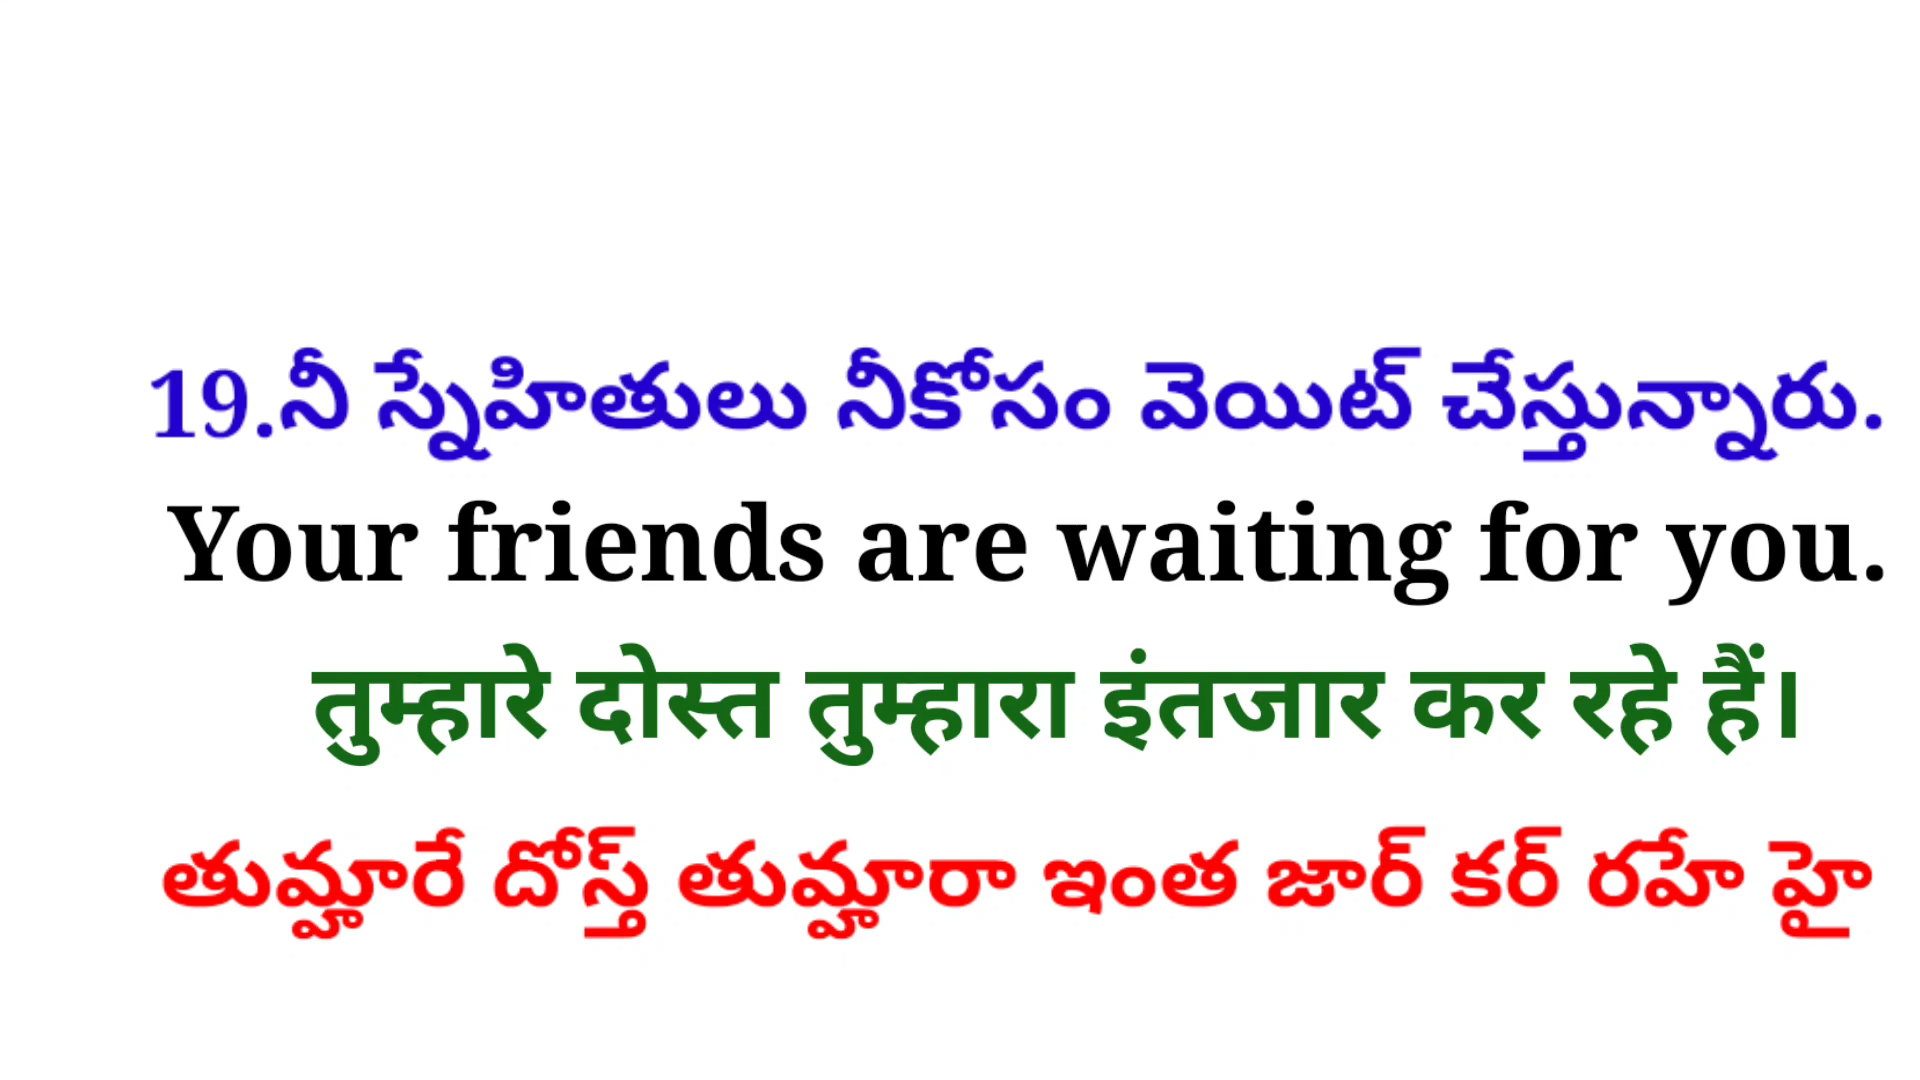 19.నీ స్నేహితులు నీకోసం వెయిట్ చేస్తున్నారు.
Your friends are waiting for you.
तुम्हारे दोस्त तुम्हारा इंतजार कर रहे हैं।
తుమ్హారే దోస్త్ తుమ్హారా ఇంత జార్ కర్ రహే హై